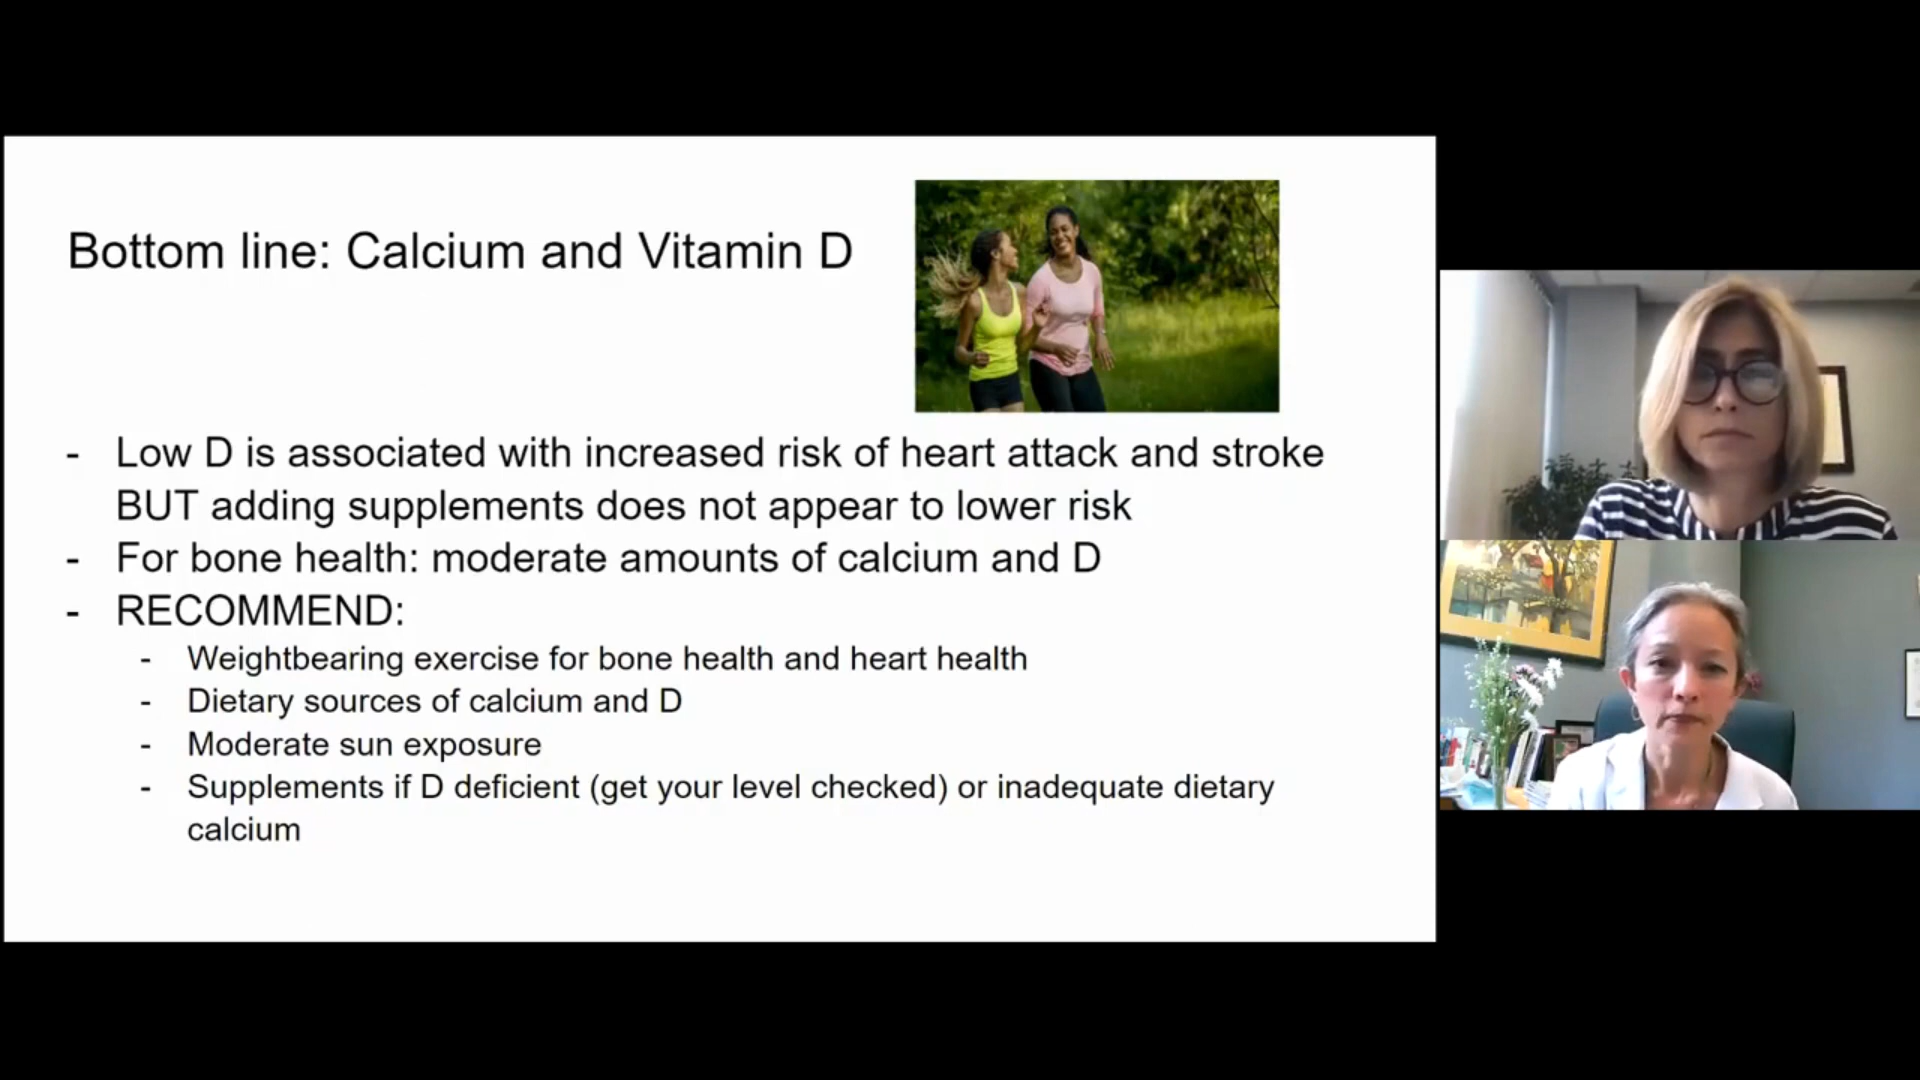 Bottom line: Calcium and Vitamin D
- Low D is associated with increased risk of heart attack and stroke
BUT adding supplements does not appear to lower risk
- For bone health: moderate amounts of calcium and D
- RECOMMEND:
- Weightbearing exercise for bone health and heart health
- Dietary sources of calcium and D
- Moderate sun exposure
- Supplements if D deficient (get your level checked) or inadequate dietary
calcium